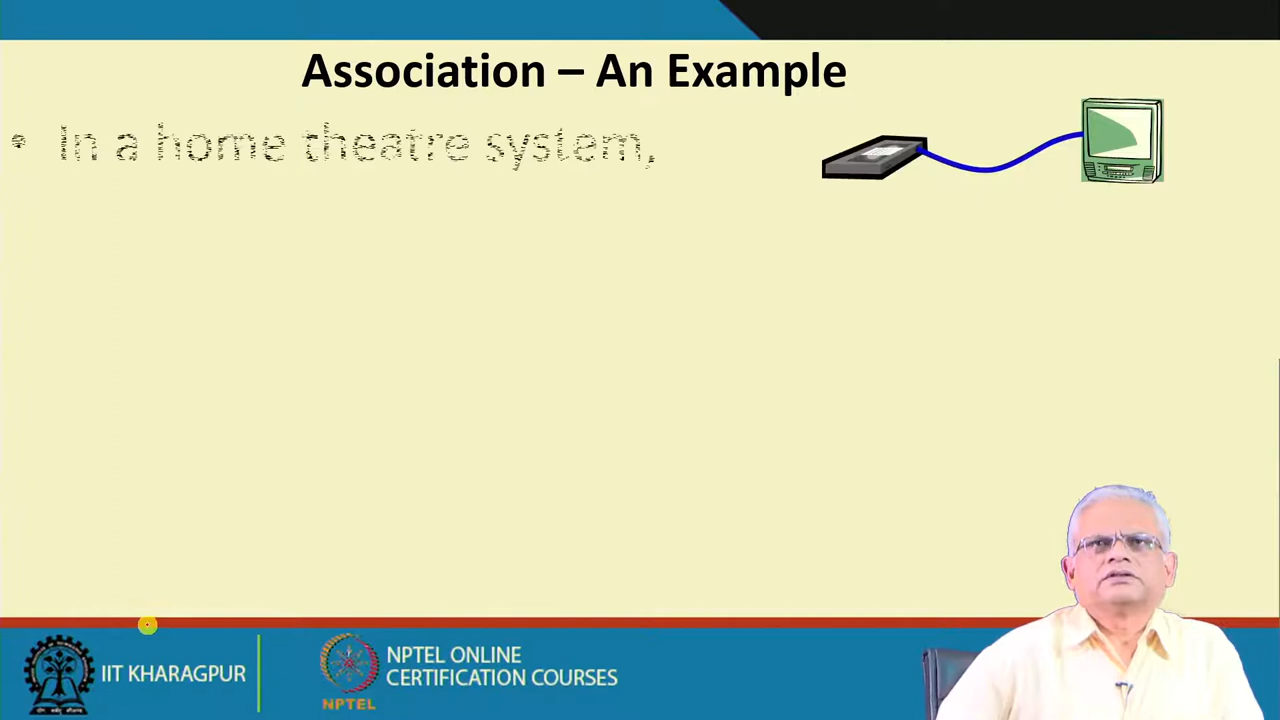 Association – An Example
• In a home theatre system,
IIT KHARAGPUR
NPTEL
NPTEL ONLINE
CERTIFICATION COURSES